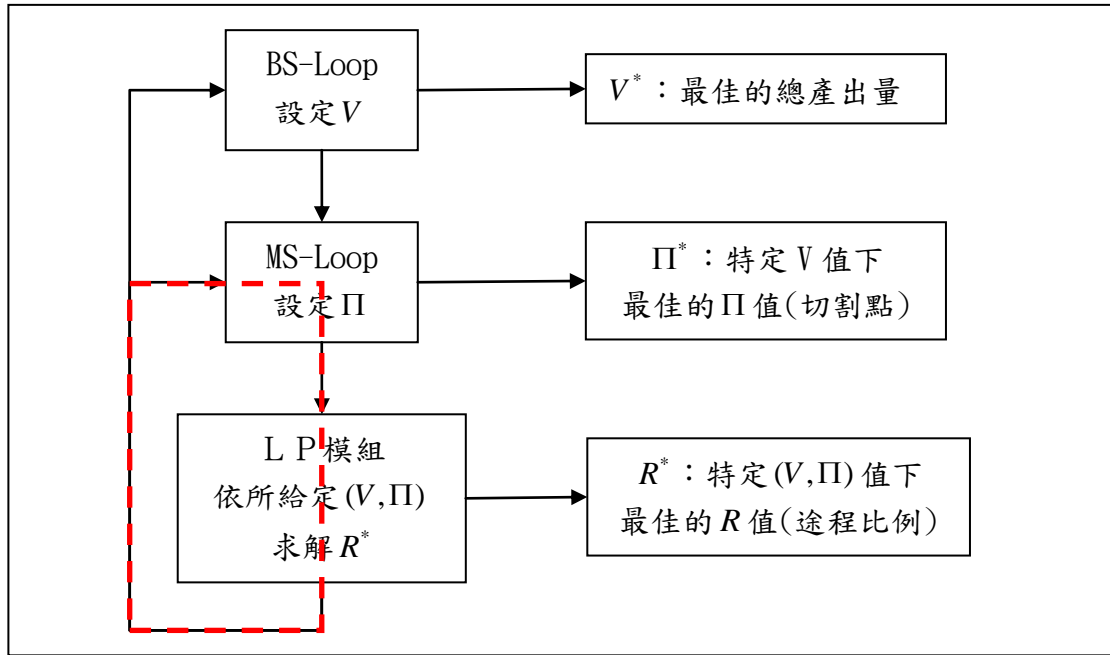 BS-Loop
設定V
V*：最佳的總產出量
MS-Loop
設定Π
Π*：特定 V 值下
最佳的Π值(切割點)
ＬＰ模組
依所給定(V,Π)
求解R*
R*：特定(V,Π)值下
最佳的R值(途程比例)